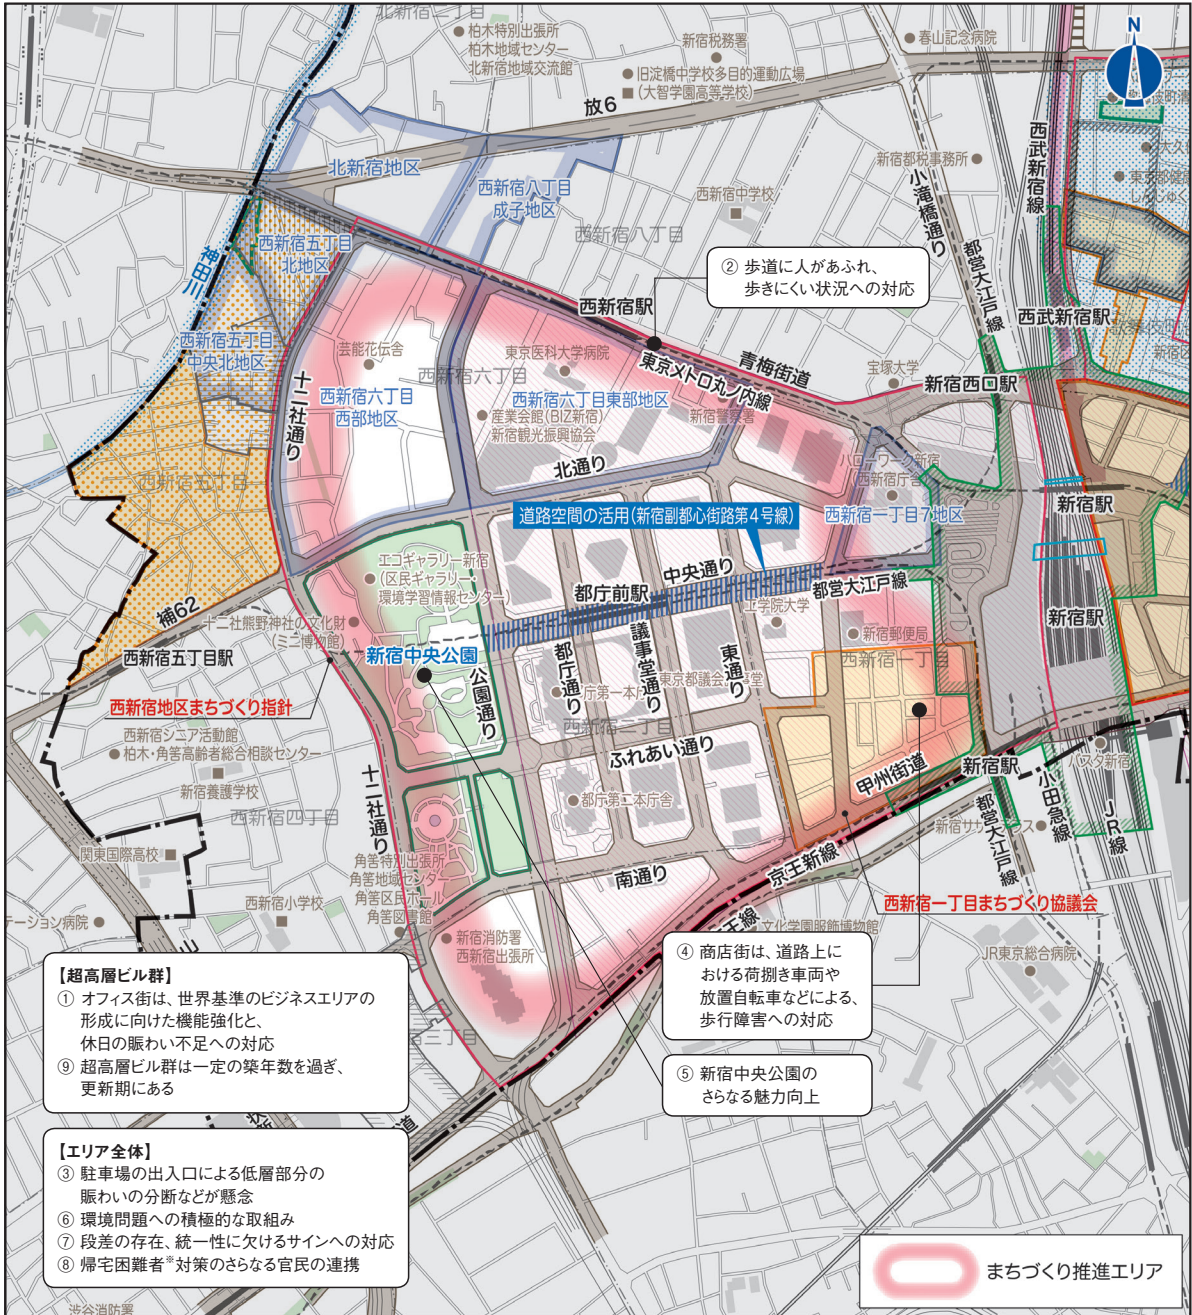 北新宿二丁目
柏木特別出張所
柏木地域センター
北新宿地域交流館
新宿税務署
旧淀橋中学校多目的運動広場
(大智学園高等学校)
春山記念病院
N
放6
北新宿地区
西新宿八丁目
成子地区
西新宿中学校
新宿都税事務所
小滝橋通り
西武新宿線
西新宿八丁目
都営大江戸線
神田川
西新宿五丁目
北地区
② 歩道に人があふれ、
歩きにくい状況への対応
西新宿駅
西武新宿駅
西新宿五丁目
中央北地区
芸能花伝舎
東京医科大学病院
東京メトロ丸ノ内線
青梅街道
宝塚大学
新宿西口駅
西新宿六丁目
十二社通り
西新宿六丁目
西部地区
西新宿六丁目東部地区
産業会館(BIZ新宿)
新宿観光振興協会
新宿警察署
ハローワーク新宿
(西新宿庁舎)
北通り
西新宿五丁目
道路空間の活用(新宿副都心街路第4号線)
西新宿一丁目7地区
新宿駅
エコギャラリー新宿
(区民ギャラリー・
環境学習情報センター)
中央通り
都庁前駅
都営大江戸線
工学院大学
補62
十二社熊野神社の文化財
(ミニ博物館)
新宿駅
新宿郵便局
西新宿五丁目駅
新宿中央公園
公園通り
都庁通り
議事堂通り
東通り
西新宿一丁目
東京都議会議事堂
西新宿地区まちづくり指針
西新宿二丁目
西新宿シニア活動館
柏木・角筈高齢者総合相談センター
新宿養護学校
ふれあい通り
甲州街道
新宿駅
バスタ新宿
十二社通り
西新宿四丁目
都庁第二本庁舎
都営大江戸線
小田急線
JR線
関東国際高校
角筈特別出張所
角筈地域センター
角筈区民ホール
角筈図書館
京王新線
南通り
西新宿一丁目まちづくり協議会
西新宿小学校
文化学園服飾博物館
新宿消防署
西新宿出張所
JR東京総合病院
④ 商店街は、道路上に
おける荷捌き車両や
放置自転車などによる、
歩行障害への対応
【超高層ビル群】
① オフィス街は、世界基準のビジネスエリアの
形成に向けた機能強化と、
休日の賑わい不足への対応
⑨ 超高層ビル群は一定の築年数を過ぎ、
更新期にある
⑤ 新宿中央公園の
さらなる魅力向上
【エリア全体】
③ 駐車場の出入口による低層部分の
賑わいの分断などが懸念
⑥ 環境問題への積極的な取組み
⑦ 段差の存在、統一性に欠けるサインへの対応
⑧ 帰宅困難者※対策のさらなる官民の連携
まちづくり推進エリア
渋谷消防署